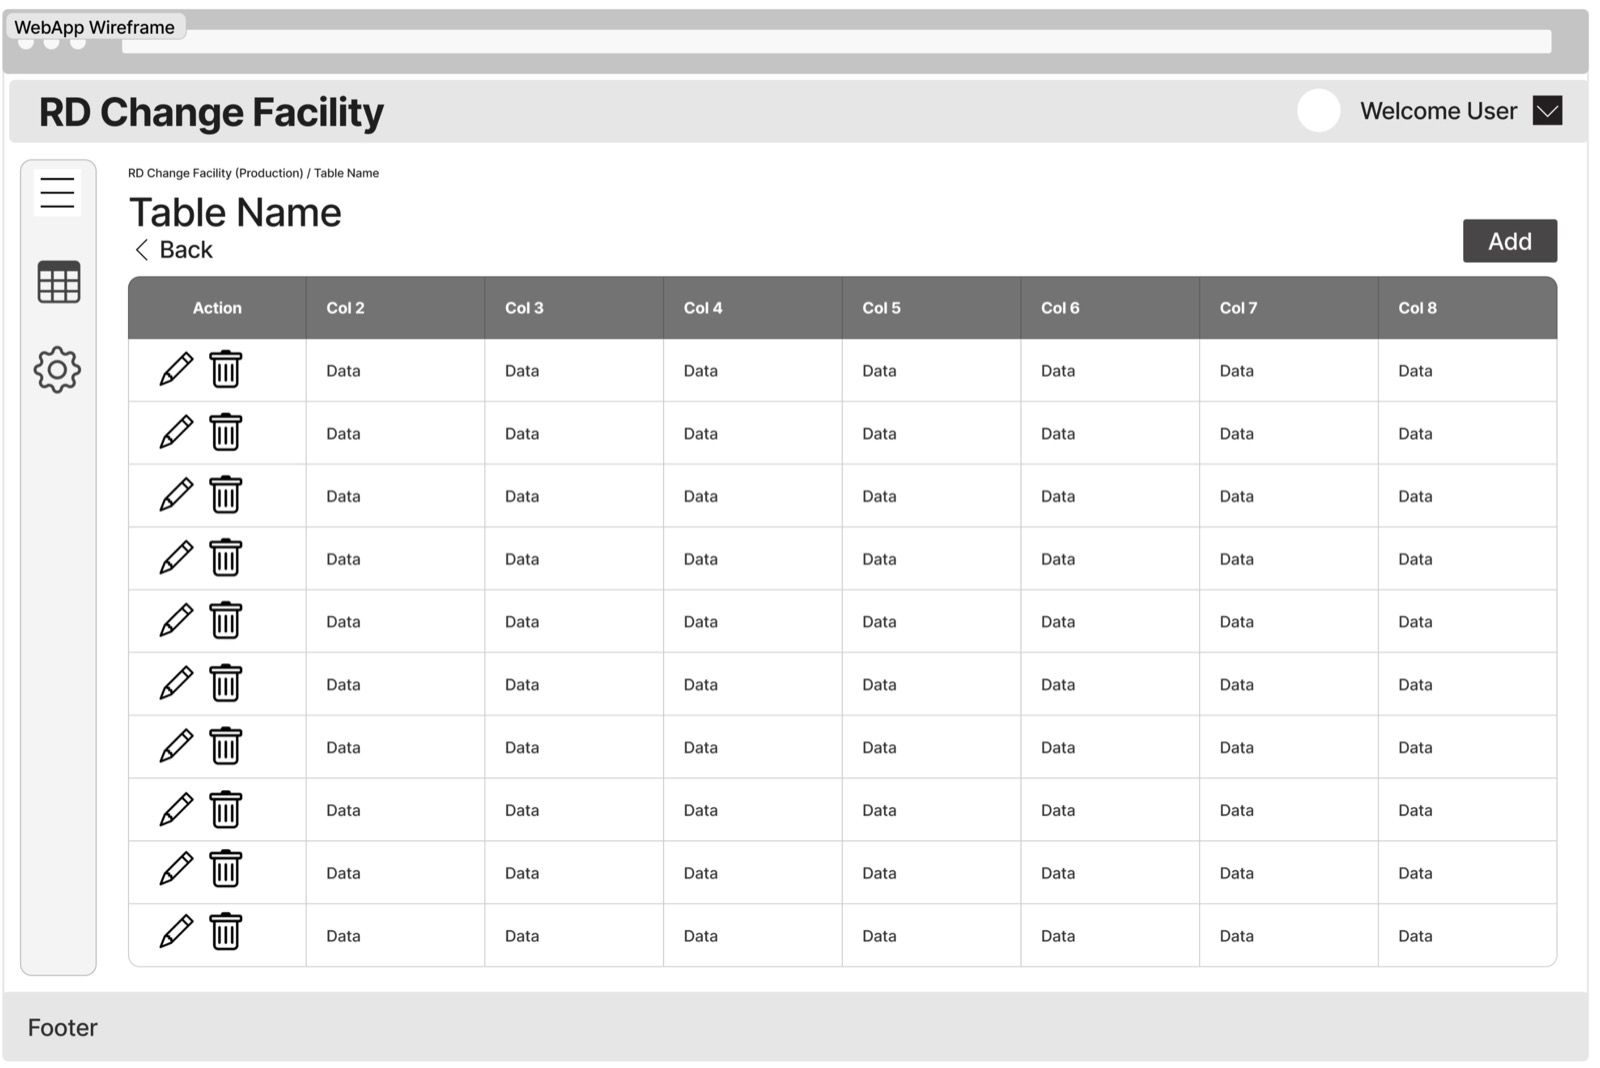 WebApp Wireframe
RD Change Facility
Welcome User
RD Change Facility (Production) / Table Name
Table Name
Back
Add
Action Col 2 Col 3 Col 4 Col 5 Col 6 Col 7 Col 8
Data Data Data Data Data Data Data
Data Data Data Data Data Data Data
Data Data Data Data Data Data Data
Data Data Data Data Data Data Data
Data Data Data Data Data Data Data
Data Data Data Data Data Data Data
Data Data Data Data Data Data Data
Data Data Data Data Data Data Data
Data Data Data Data Data Data Data
Data Data Data Data Data Data Data
Footer